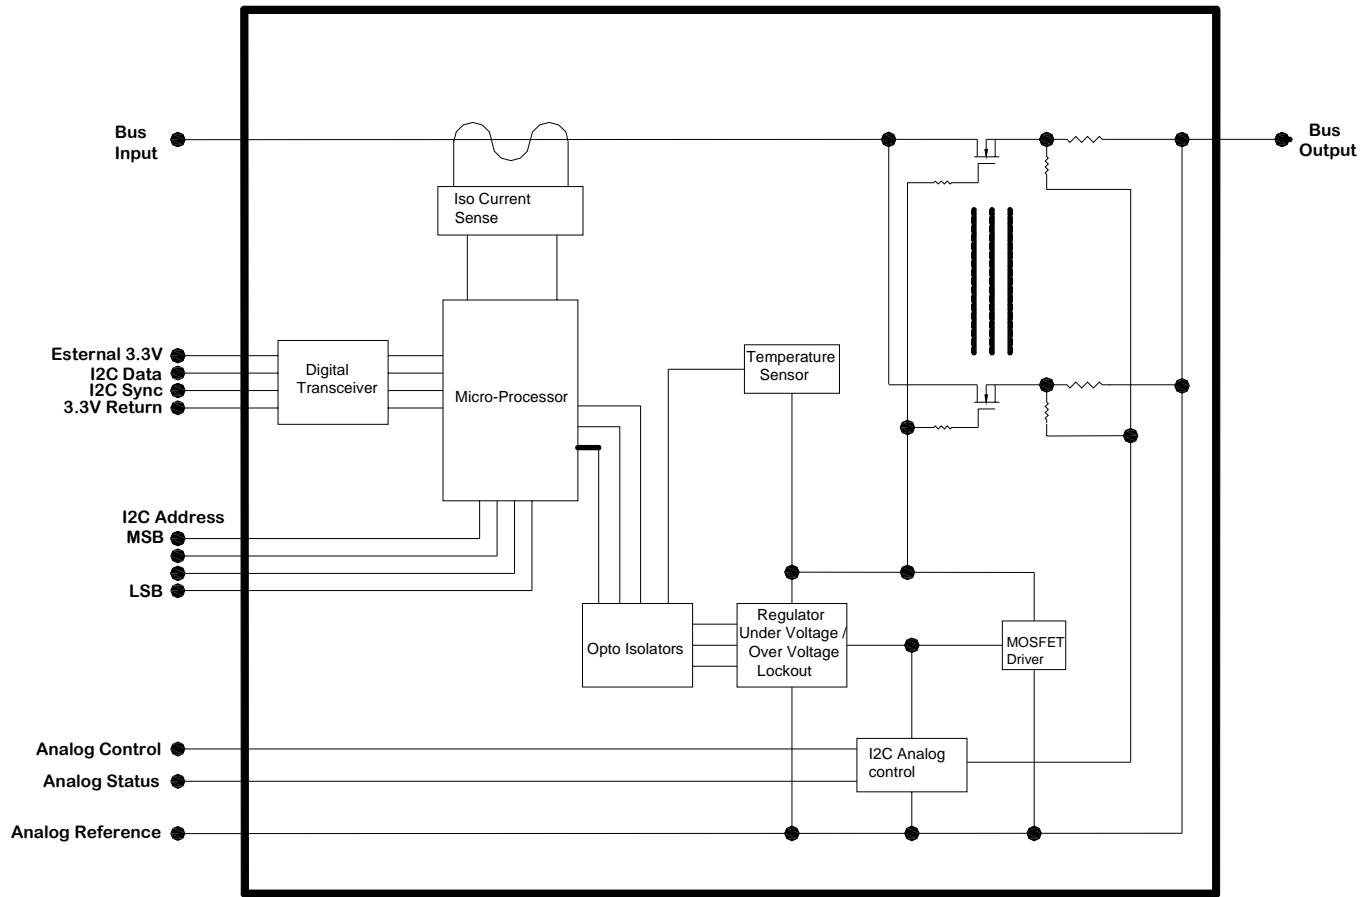 Bus
Input
Bus
Output
Iso Current
Sense
Esternal 3.3V
I2C Data
I2C Sync
3.3V Return
Digital
Transceiver
Micro-Processor
Temperature
Sensor
I2C Address
MSB
LSB
Opto Isolators
Regulator
Under Voltage /
Over Voltage
Lockout
MOSFET
Driver
Analog Control
Analog Status
I2C Analog
control
Analog Reference